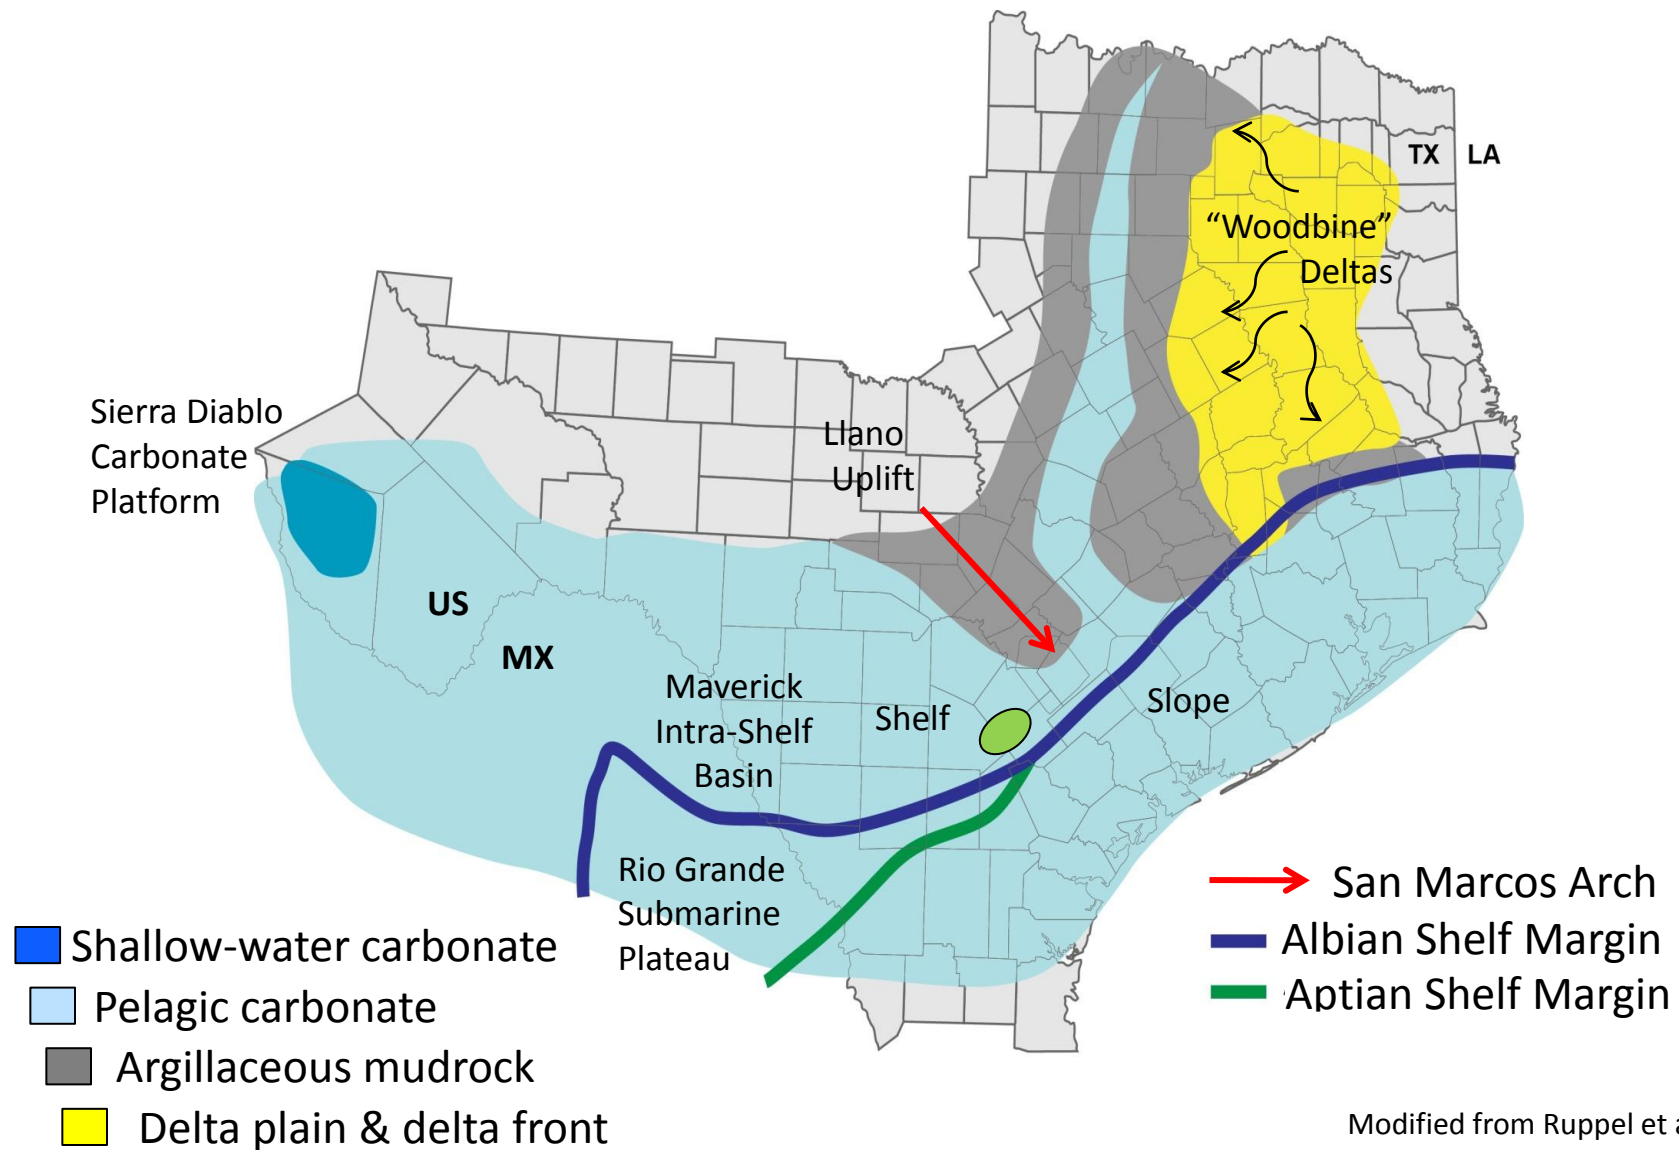 TX LA
“Woodbine”
Deltas
Sierra Diablo
Carbonate
Platform
Llano
Uplift
US
MX
Maverick
Intra-Shelf
Basin
Shelf
Slope
Rio Grande
Submarine
Plateau
San Marcos Arch
Albian Shelf Margin
Aptian Shelf Margin
Shallow-water carbonate
Pelagic carbonate
Argillaceous mudrock
Delta plain & delta front
Modified from Ruppel et